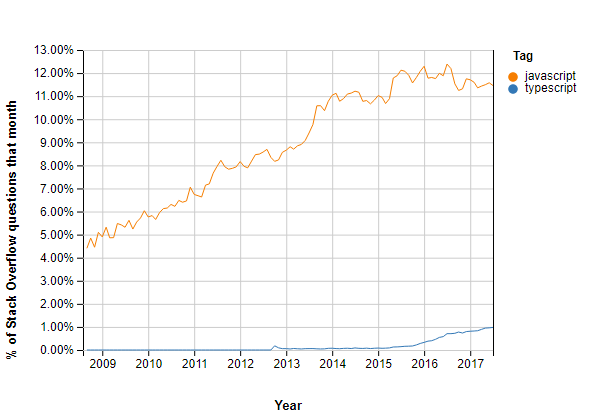 % of Stack Overflow questions that month
13.00%
12.00%
11.00%
10.00%
9.00%
8.00%
7.00%
6.00%
5.00%
4.00%
3.00%
2.00%
1.00%
0.00%
2009 2010 2011 2012 2013 2014 2015 2016 2017
Year
Tag
javascript
typescript